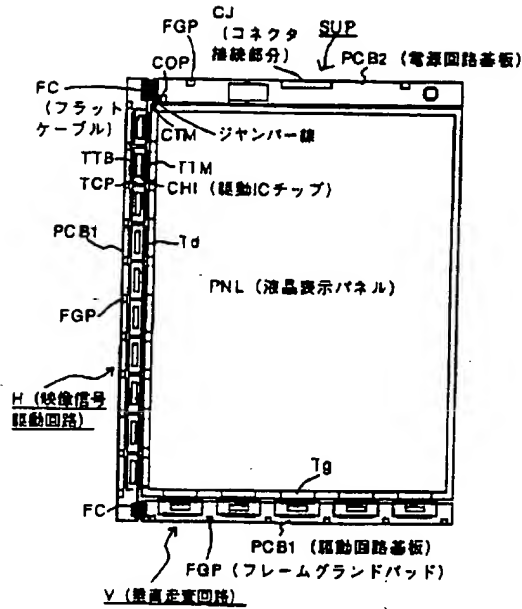 CJ
(コネクタ
接続部分)
FGP
SUP
COP
PCB2 (電源回路基板)
FC
(フラット
ケーブル)
CTM
ジャンパー線
TTB
TTM
TCP
CHI (駆動ICチップ)
PCB1
Td
PNL (液晶表示パネル)
FGP
H (映像信号
駆動回路)
Tg
FC
PCB1 (駆動回路基板)
FGP (フレームグランドパッド)
V (垂直走査回路)